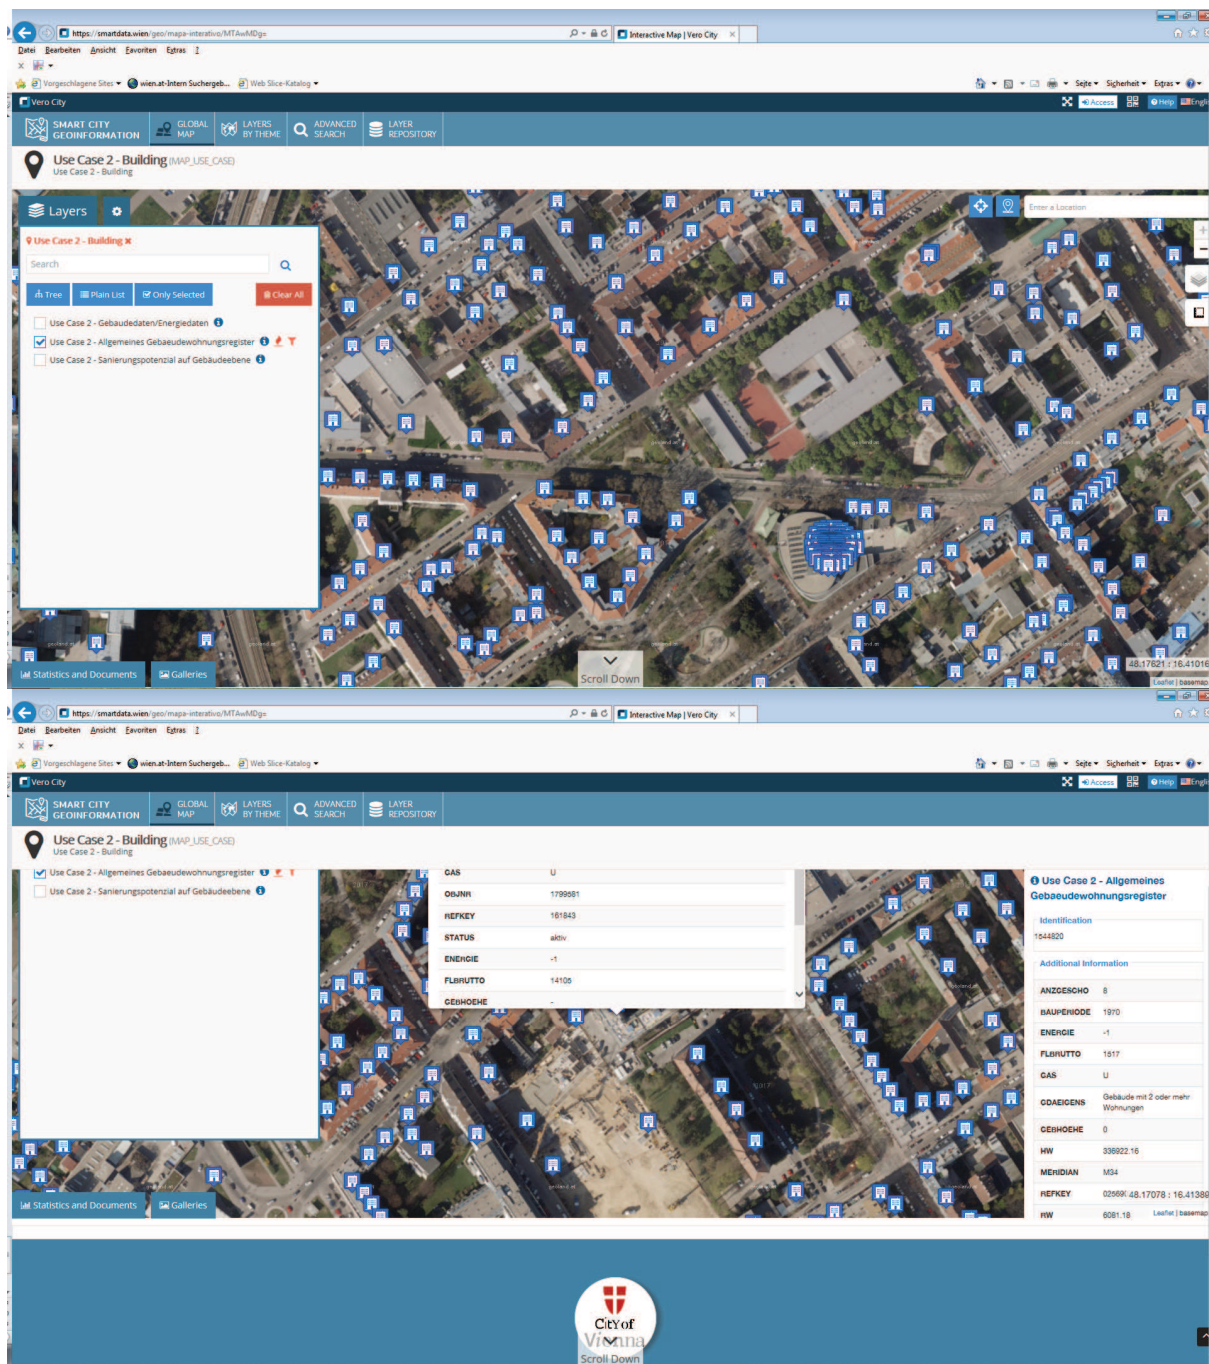 https://smartdata.wien/geo/mapa-interativo/MTAwMDg=
Interactive Map | Vero City
Datei Bearbeiten Ansicht Favoriten Extras ?
Vorgeschlagene Sites
wien.at-Intern Suchergeb...
Web Slice-Katalog
Seite Sicherheit Extras
Vero City
Access
Help
Englis
SMART CITY GEOINFORMATION
GLOBAL MAP
LAYERS BY THEME
ADVANCED SEARCH
LAYER REPOSITORY
Use Case 2 - Building (MAP_USE_CASE)
Use Case 2 - Building
Layers
Enter a Location
Use Case 2 - Building
Search
Tree
Plain List
Only Selected
Clear All
Use Case 2 - Gebaudedaten/Energiedaten
Use Case 2 - Allgemeines Gebaeudewohnungsregister
Use Case 2 - Sanierungspotenzial auf Gebäudeebene
Statistics and Documents
Galleries
Scroll Down
48.17621 : 16.41016
Leaflet | basemap
https://smartdata.wien/geo/mapa-interativo/MTAwMDg=
Interactive Map | Vero City
Datei Bearbeiten Ansicht Favoriten Extras ?
Vorgeschlagene Sites
wien.at-Intern Suchergeb...
Web Slice-Katalog
Seite Sicherheit Extras
Vero City
Access
Help
Englis
SMART CITY GEOINFORMATION
GLOBAL MAP
LAYERS BY THEME
ADVANCED SEARCH
LAYER REPOSITORY
Use Case 2 - Building (MAP_USE_CASE)
Use Case 2 - Building
Use Case 2 - Allgemeines Gebaeudewohnungsregister
Use Case 2 - Sanierungspotenzial auf Gebäudeebene
GAS U
OBJNR 1799681
REFKEY 161843
STATUS aktiv
ENERGIE -1
FLBRUTTO 14105
GEBHOEHE -
Use Case 2 - Allgemeines
Gebaeudewohnungsregister
Identification
1544820
Additional Information
ANZGESCHO 8
BAUPERIODE 1970
ENERGIE -1
FLBRUTTO 1517
GAS U
GDAEIGENS Gebäude mit 2 oder mehr
Wohnungen
GEBHOEHE 0
HW 336922.16
MERIDIAN M34
REFKEY
48.17078 : 16.41389
RW 6081.18
Leaflet | basemap
Statistics and Documents
Galleries
City of
Vienna
Scroll Down